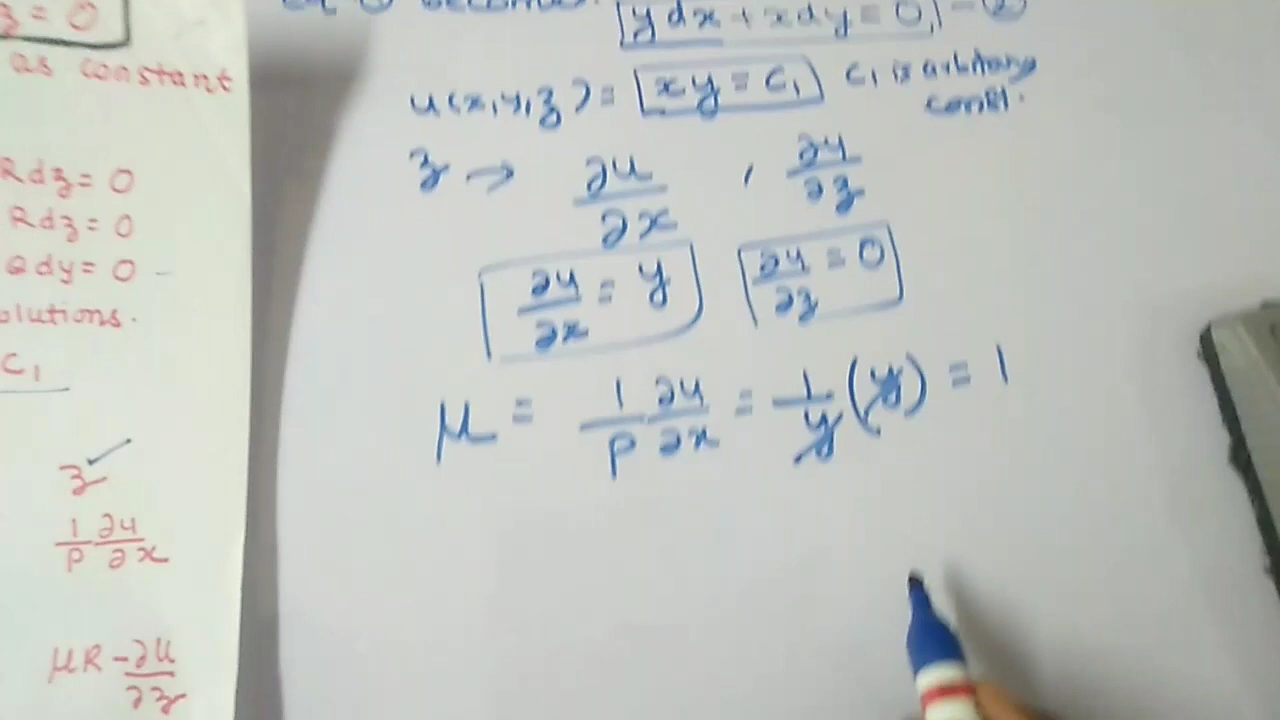 z = 0
as constant
Rdz = 0
Rdz = 0
Qdy = 0
olutions.
C₁
z ✓
1/P ∂u/∂x
μR - ∂u/∂z
ydx + xdy = 0,
u(x,y,z) = xy = C₁ C₁ is arbitrary
const.
z → ∂u/∂x , ∂u/∂z
∂u/∂x = y ∂u/∂z = 0
μ = 1/P ∂u/∂x = 1/y (y) = 1